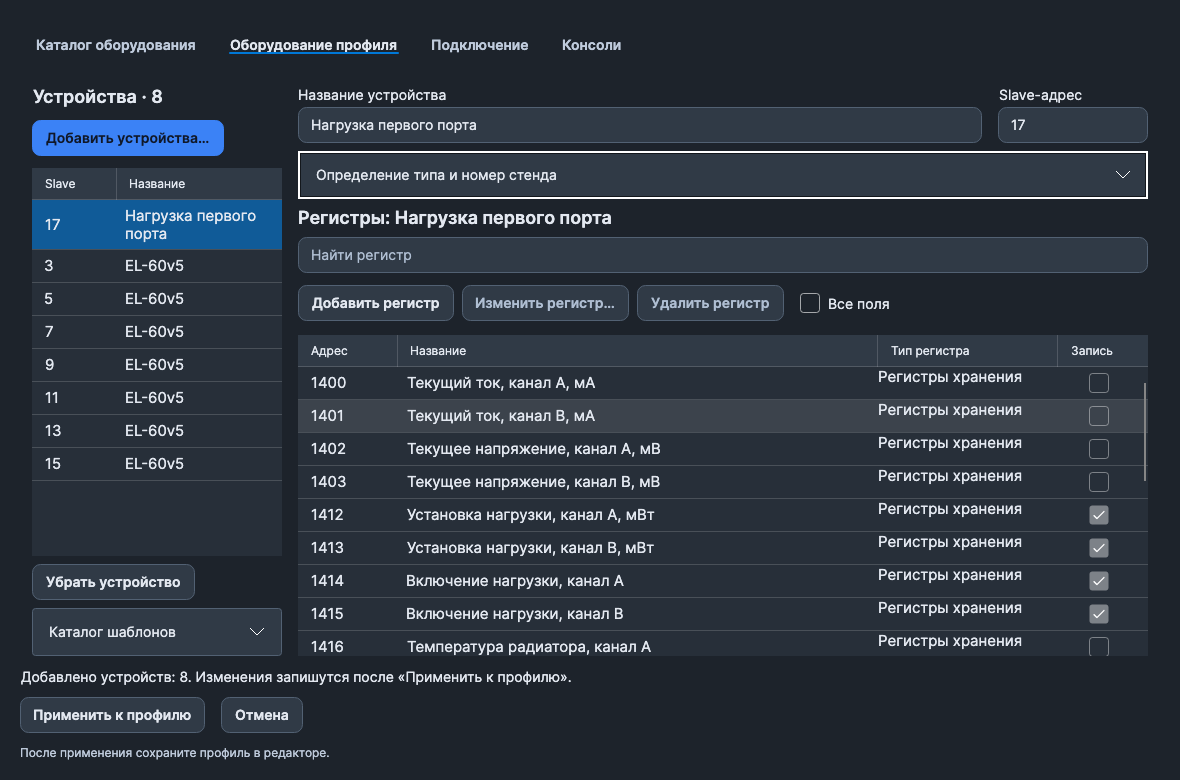 Каталог оборудования Оборудование профиля Подключение Консоли
Устройства · 8
Добавить устройства...
Slave Название
17 Нагрузка первого
порта
3 EL-60v5
5 EL-60v5
7 EL-60v5
9 EL-60v5
11 EL-60v5
13 EL-60v5
15 EL-60v5
Убрать устройство
Каталог шаблонов
Название устройства Slave-адрес
Нагрузка первого порта 17
Определение типа и номер стенда
Регистры: Нагрузка первого порта
Найти регистр
Добавить регистр Изменить регистр... Удалить регистр Все поля
Адрес Название Тип регистра Запись
1400 Текущий ток, канал A, мА Регистры хранения
1401 Текущий ток, канал B, мА Регистры хранения
1402 Текущее напряжение, канал A, мВ Регистры хранения
1403 Текущее напряжение, канал B, мВ Регистры хранения
1412 Установка нагрузки, канал A, мВт Регистры хранения
1413 Установка нагрузки, канал B, мВт Регистры хранения
1414 Включение нагрузки, канал A Регистры хранения
1415 Включение нагрузки, канал B Регистры хранения
1416 Температура радиатора, канал A Регистры хранения
Добавлено устройств: 8. Изменения запишутся после «Применить к профилю».
Применить к профилю Отмена
После применения сохраните профиль в редакторе.